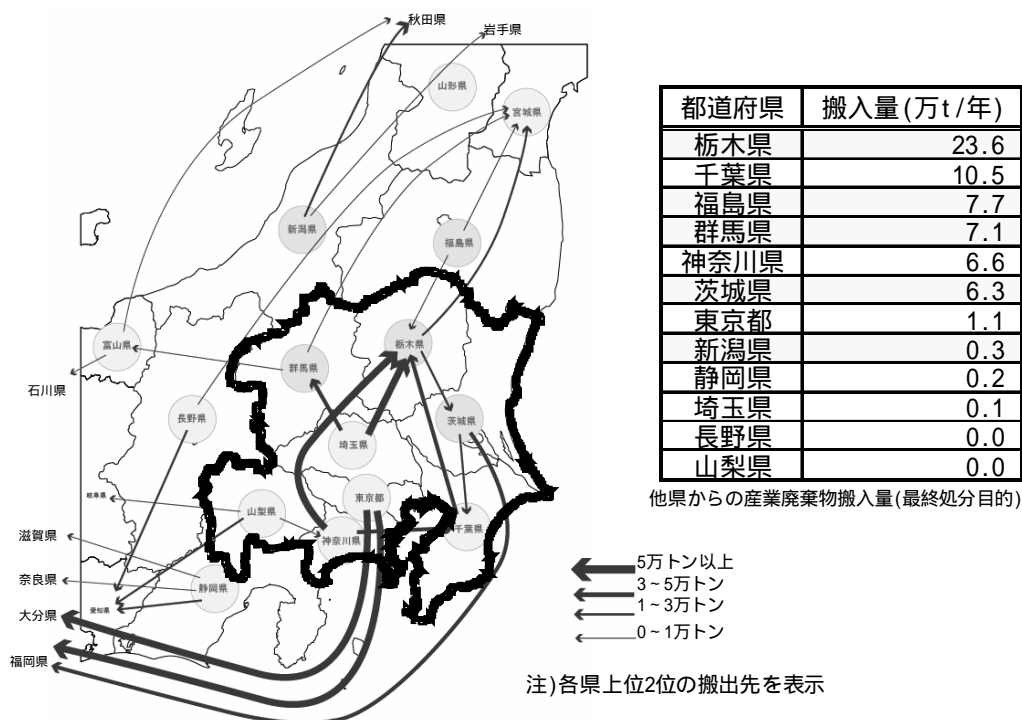 秋田県
岩手県
山形県
宮城県
新潟県
福島県
富山県
石川県
群馬県
栃木県
長野県
埼玉県
茨城県
岐阜県
山梨県
東京都
神奈川県
千葉県
滋賀県
奈良県
静岡県
愛知県
大分県
福岡県
都道府県 搬入量(万t/年)
栃木県 23.6
千葉県 10.5
福島県 7.7
群馬県 7.1
神奈川県 6.6
茨城県 6.3
東京都 1.1
新潟県 0.3
静岡県 0.2
埼玉県 0.1
長野県 0.0
山梨県 0.0
他県からの産業廃棄物搬入量(最終処分目的)
5万トン以上
3~5万トン
1~3万トン
0~1万トン
注)各県上位2位の搬出先を表示